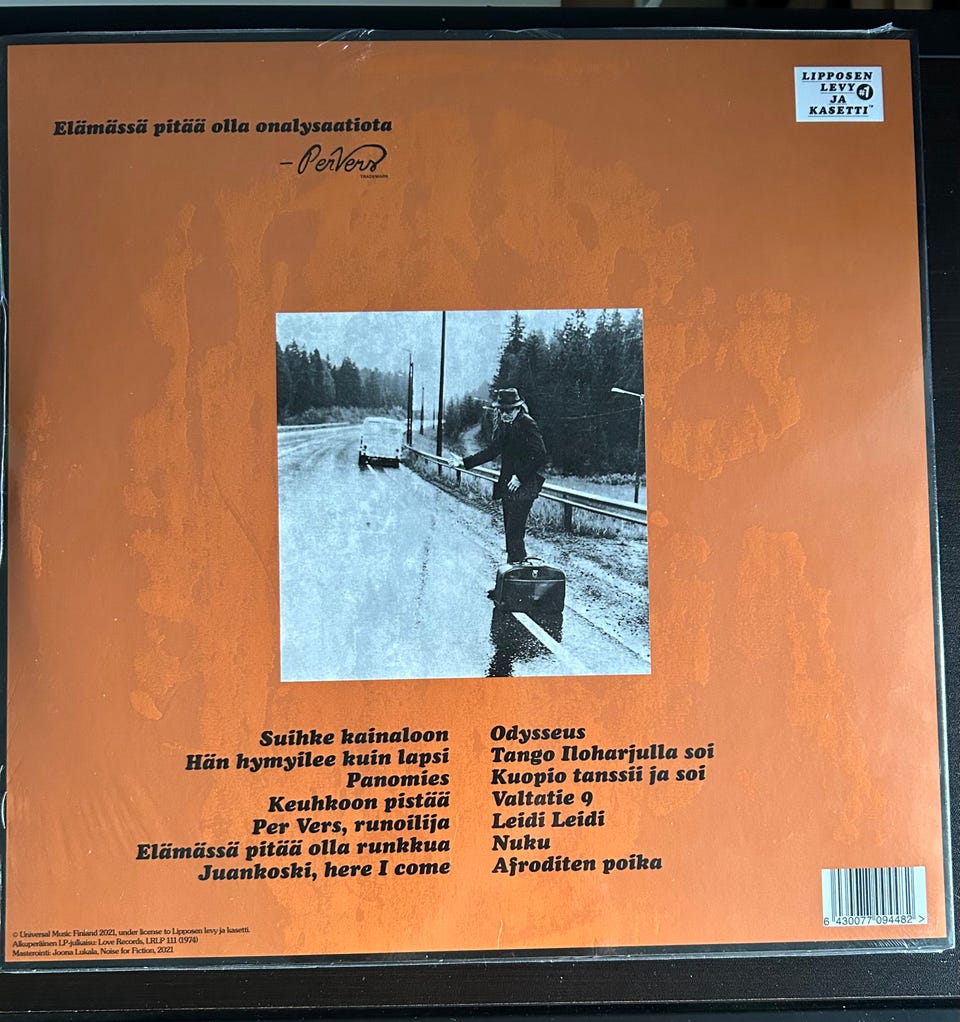 LIPPOSEN
LEVY #1
JA
KASETTI™
Elämässä pitää olla onalysaatiota
– PerVers
TRADEMARK
Suihke kainaloon
Hän hymyilee kuin lapsi
Panomies
Keuhkoon pistää
Per Vers, runoilija
Elämässä pitää olla runkkua
Juankoski, here I come
Odysseus
Tango Iloharjulla soi
Kuopio tanssii ja soi
Valtatie 9
Leidi Leidi
Nuku
Afroditen poika
© Universal Music Finland 2021, under license to Lipposen levy ja kasetti.
Alkuperäinen LP-julkaisu: Love Records, LRLP 111 (1974)
Masterointi: Joona Lukala, Noise for Fiction, 2021
6 430077 094482 >